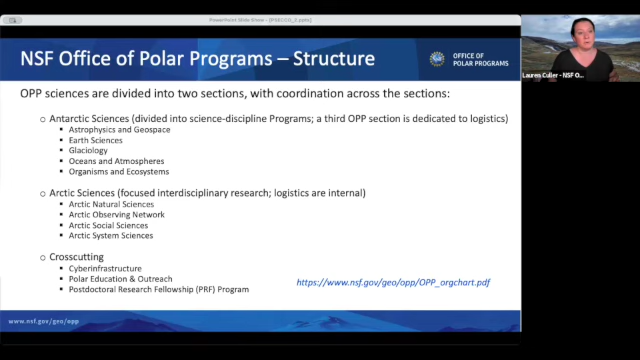 PowerPoint Slide Show - [PSECCO_2.pptx]
NSF Office of Polar Programs – Structure
OFFICE OF
POLAR PROGRAMS
Lauren Culler - NSF O...
OPP sciences are divided into two sections, with coordination across the sections:
o Antarctic Sciences (divided into science-discipline Programs; a third OPP section is dedicated to logistics)
▪ Astrophysics and Geospace
▪ Earth Sciences
▪ Glaciology
▪ Oceans and Atmospheres
▪ Organisms and Ecosystems
o Arctic Sciences (focused interdisciplinary research; logistics are internal)
▪ Arctic Natural Sciences
▪ Arctic Observing Network
▪ Arctic Social Sciences
▪ Arctic System Sciences
o Crosscutting
▪ Cyberinfrastructure
▪ Polar Education & Outreach
▪ Postdoctoral Research Fellowship (PRF) Program
https://www.nsf.gov/geo/opp/OPP_orgchart.pdf
www.nsf.gov/geo/opp